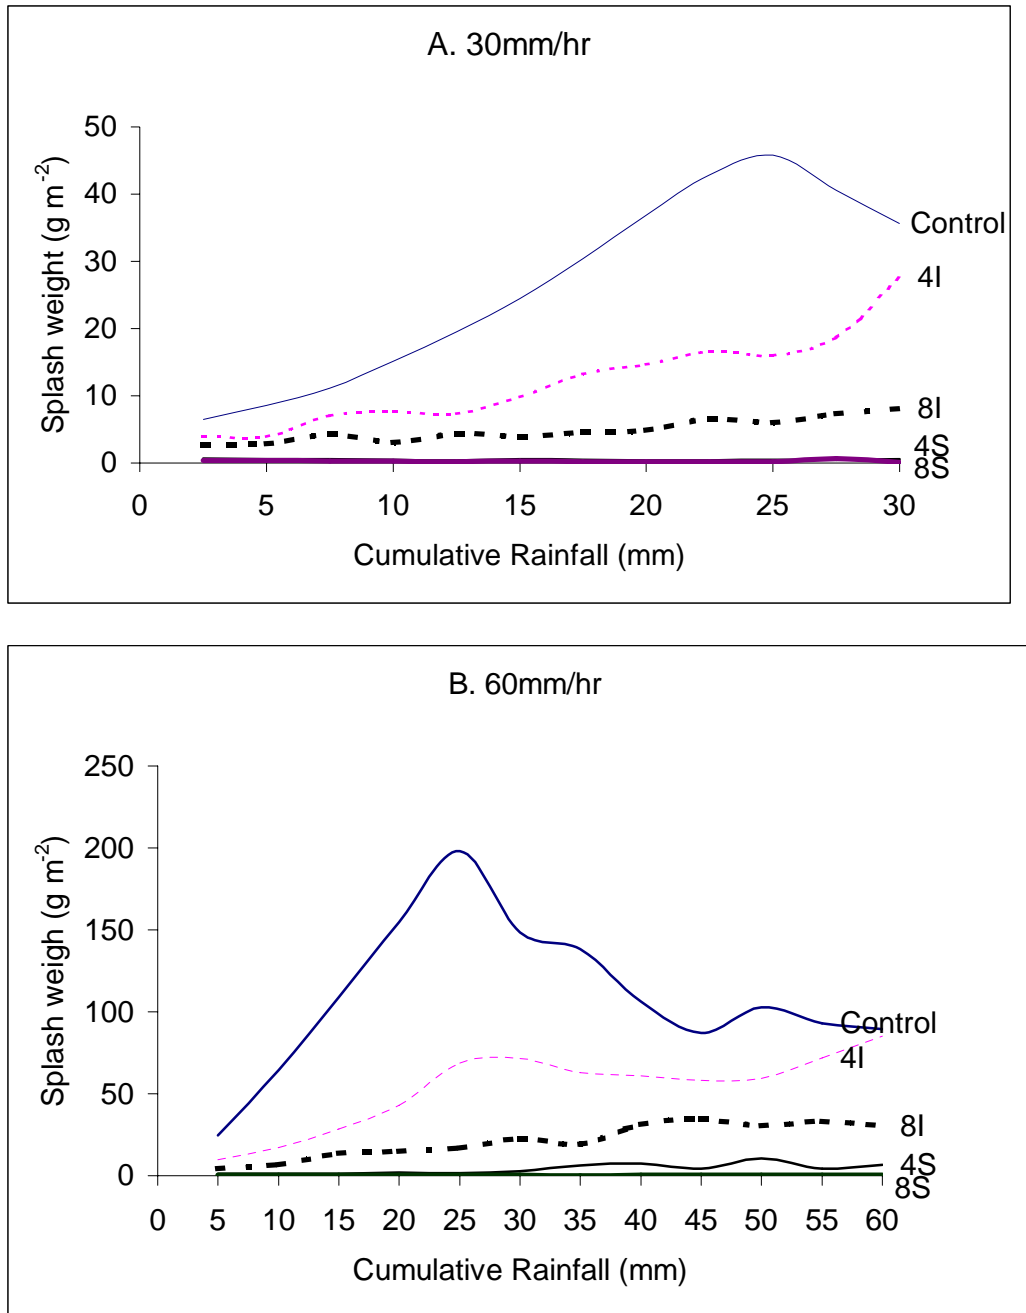 A. 30mm/hr
Splash weight (g m⁻²)
50
40
30
20
10
0
Control
4I
8I
4S
8S
0 5 10 15 20 25 30
Cumulative Rainfall (mm)
B. 60mm/hr
Splash weigh (g m⁻²)
250
200
150
100
50
0
Control
4I
8I
4S
8S
0 5 10 15 20 25 30 35 40 45 50 55 60
Cumulative Rainfall (mm)